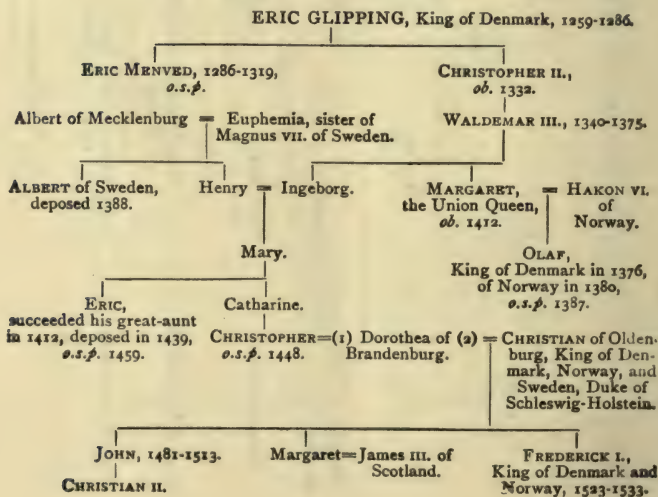 ERIC GLIPPING, King of Denmark, 1259-1286.
ERIC MENVED, 1286-1319,
o.s.p.
CHRISTOPHER II.,
ob. 1332.
Albert of Mecklenburg = Euphemia, sister of
Magnus VII. of Sweden.
WALDEMAR III., 1340-1375.
ALBERT of Sweden,
deposed 1388.
Henry = Ingeborg.
MARGARET,
the Union Queen,
ob. 1412.
= HAKON VI.
of
Norway.
Mary.
OLAF,
King of Denmark in 1376,
of Norway in 1380,
o.s.p. 1387.
ERIC,
succeeded his great-aunt
in 1412, deposed in 1439,
o.s.p. 1459.
Catharine.
CHRISTOPHER=(1) Dorothea of (2) = CHRISTIAN of Olden-
o.s.p. 1448.
Brandenburg.
burg, King of Den-
mark, Norway, and
Sweden, Duke of
Schleswig-Holstein.
JOHN, 1481-1513.
CHRISTIAN II.
Margaret=James III. of
Scotland.
FREDERICK I.,
King of Denmark and
Norway, 1523-1533.